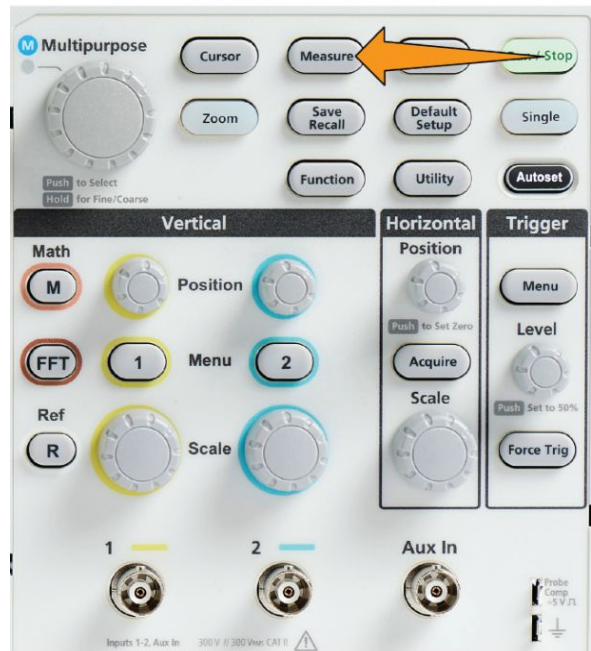 M Multipurpose
Cursor
Measure
/ Stop
Zoom
Save
Recall
Default
Setup
Single
Push to Select
Hold for Fine/Coarse
Function
Utility
Autoset
Vertical
Horizontal
Trigger
Math
M
Position
Position
Push to Set Zero
Menu
Level
FFT
1
Menu
2
Acquire
Push Set to 50%
Ref
R
Scale
Scale
Force Trig
1
2
Aux In
Probe
Comp
~5 V
Inputs 1-2, Aux In 300 V // 300 VRMS CAT II